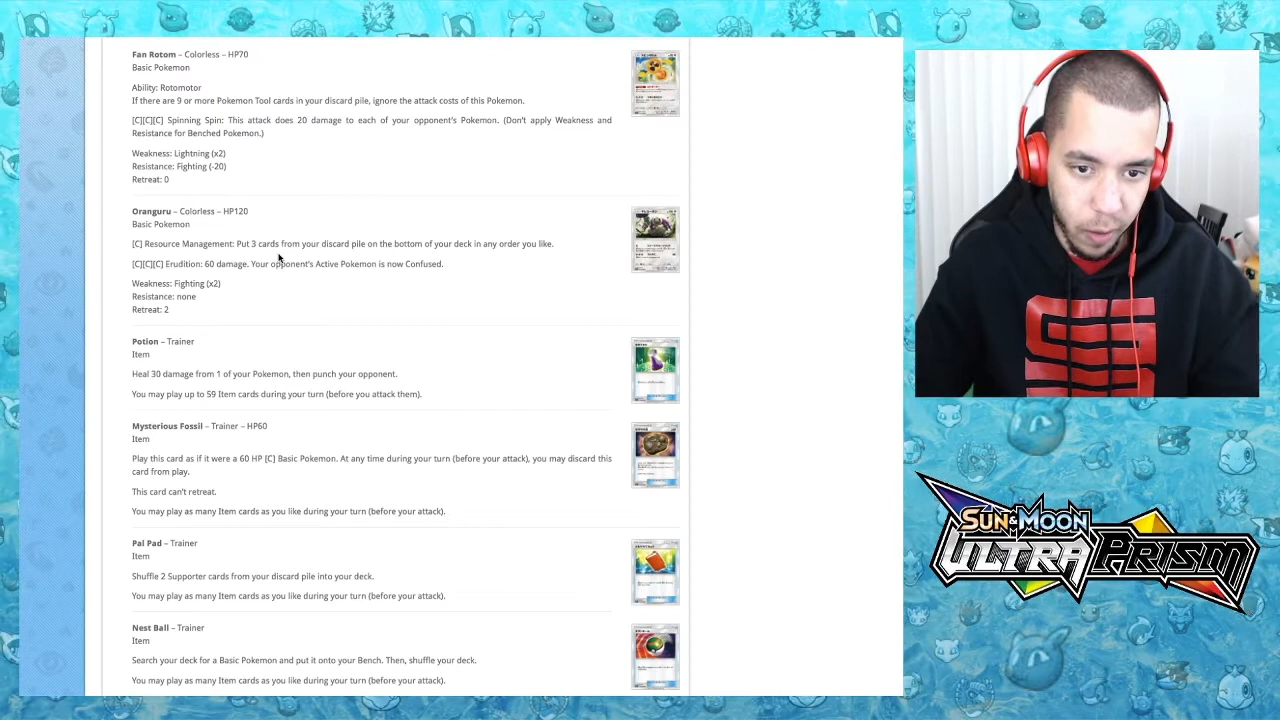 Fan Rotom – Colorless – HP70
Basic Pokemon
Ability: Rotomotor
If there are 9 or more Pokemon Tool cards in your discard pile, ignore the attack costs of this Pokemon.
[C][C][C] Spinning Spin: This attack does 20 damage to each of your opponent's Pokemon. (Don't apply Weakness and
Resistance for Benched Pokemon.)
Weakness: Lightning (x2)
Resistance: Fighting (-20)
Retreat: 0
Oranguru – Colorless – HP120
Basic Pokemon
[C] Resource Management: Put 3 cards from your discard pile on the bottom of your deck in any order you like.
[C][C][C] damage. Your opponent's Active Pokemon is now Confused.
Weakness: Fighting (x2)
Resistance: none
Retreat: 2
Potion – Trainer
Item
Heal 30 damage from 1 of your Pokemon, then punch your opponent.
You may play up to 59 Item cards during your turn (before you attack them).
Mysterious Fossil – Trainer – HP60
Item
Play this card as if it were a 60 HP [C] Basic Pokemon. At any time during your turn (before your attack), you may discard this
card from play.
This card can't retreat.
You may play as many Item cards as you like during your turn (before your attack).
Pal Pad – Trainer
Item
Shuffle 2 Supporter cards from your discard pile into your deck.
You may play as many Item cards as you like during your turn (before your attack).
Nest Ball – Trainer
Item
Search your deck for a Basic Pokemon and put it onto your Bench. Then, shuffle your deck.
You may play as many Item cards as you like during your turn (before your attack).
SUN & MOON
ULTRA PRISM